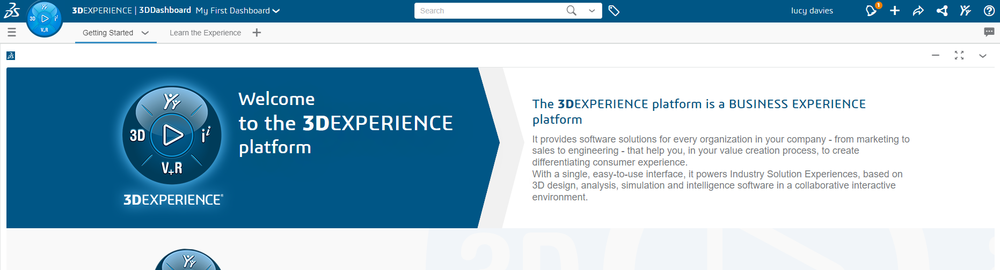 3DEXPERIENCE | 3DDashboard My First Dashboard
Search
lucy davies
1
3D
V+R
i
Getting Started
Learn the Experience
Welcome
to the 3DEXPERIENCE
platform
3D
i
V+R
3DEXPERIENCE®
The 3DEXPERIENCE platform is a BUSINESS EXPERIENCE
platform
It provides software solutions for every organization in your company - from marketing to
sales to engineering - that help you, in your value creation process, to create
differentiating consumer experience.
With a single, easy-to-use interface, it powers Industry Solution Experiences, based on
3D design, analysis, simulation and intelligence software in a collaborative interactive
environment.
3D